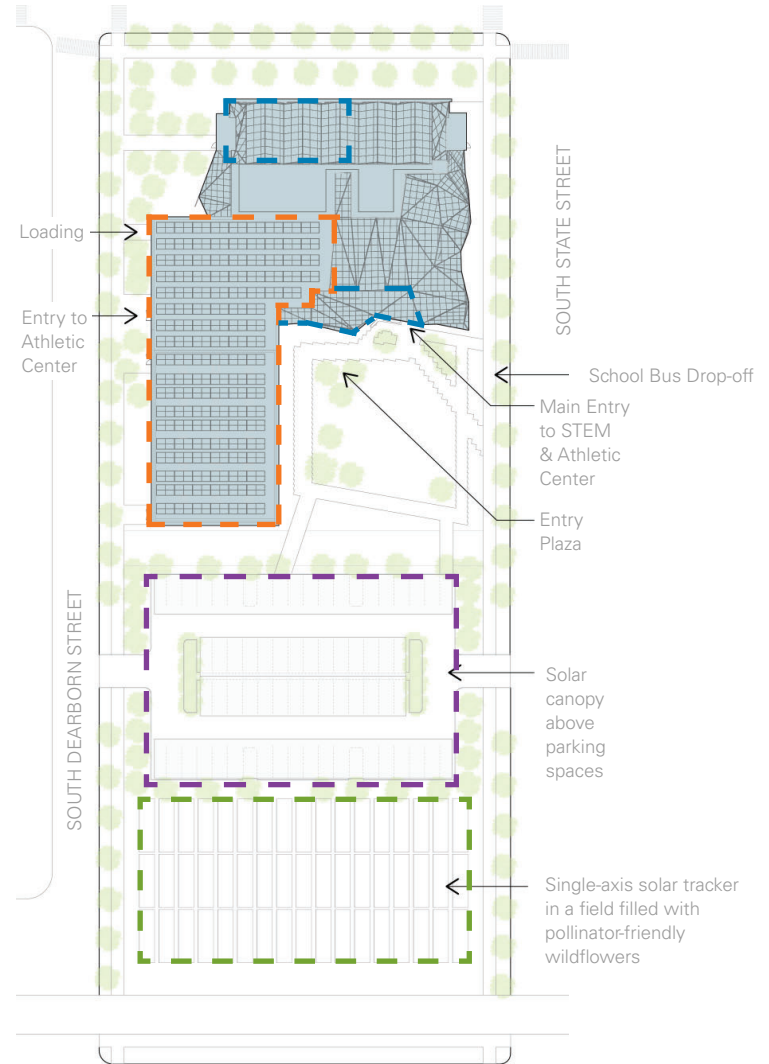 SOUTH STATE STREET
Loading
Entry to
Athletic
Center
School Bus Drop-off
Main Entry
to STEM
& Athletic
Center
Entry
Plaza
SOUTH DEARBORN STREET
Solar
canopy
above
parking
spaces
Single-axis solar tracker
in a field filled with
pollinator-friendly
wildflowers